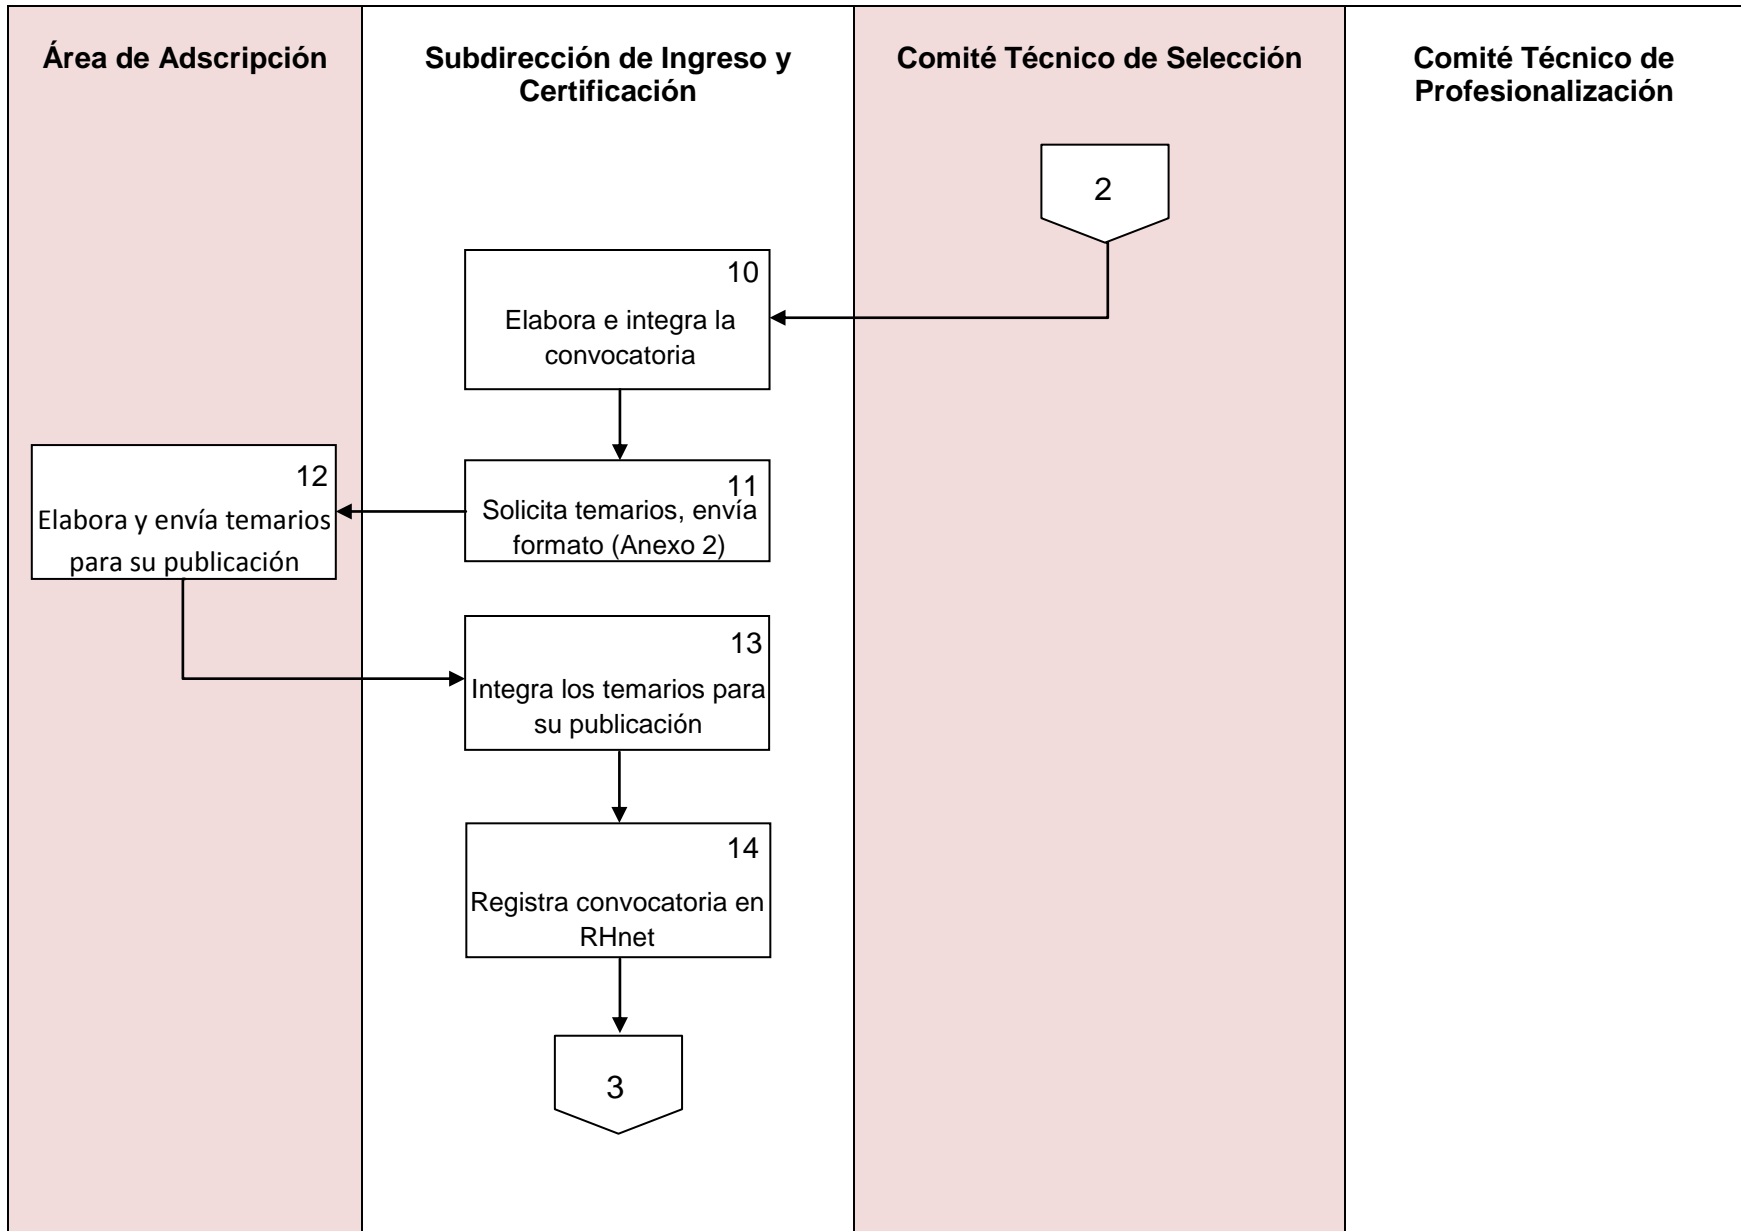 Área de Adscripción
Subdirección de Ingreso y
Certificación
Comité Técnico de Selección
Comité Técnico de
Profesionalización
2
10
Elabora e integra la
convocatoria
11
Solicita temarios, envía
formato (Anexo 2)
12
Elabora y envía temarios
para su publicación
13
Integra los temarios para
su publicación
14
Registra convocatoria en
RHnet
3